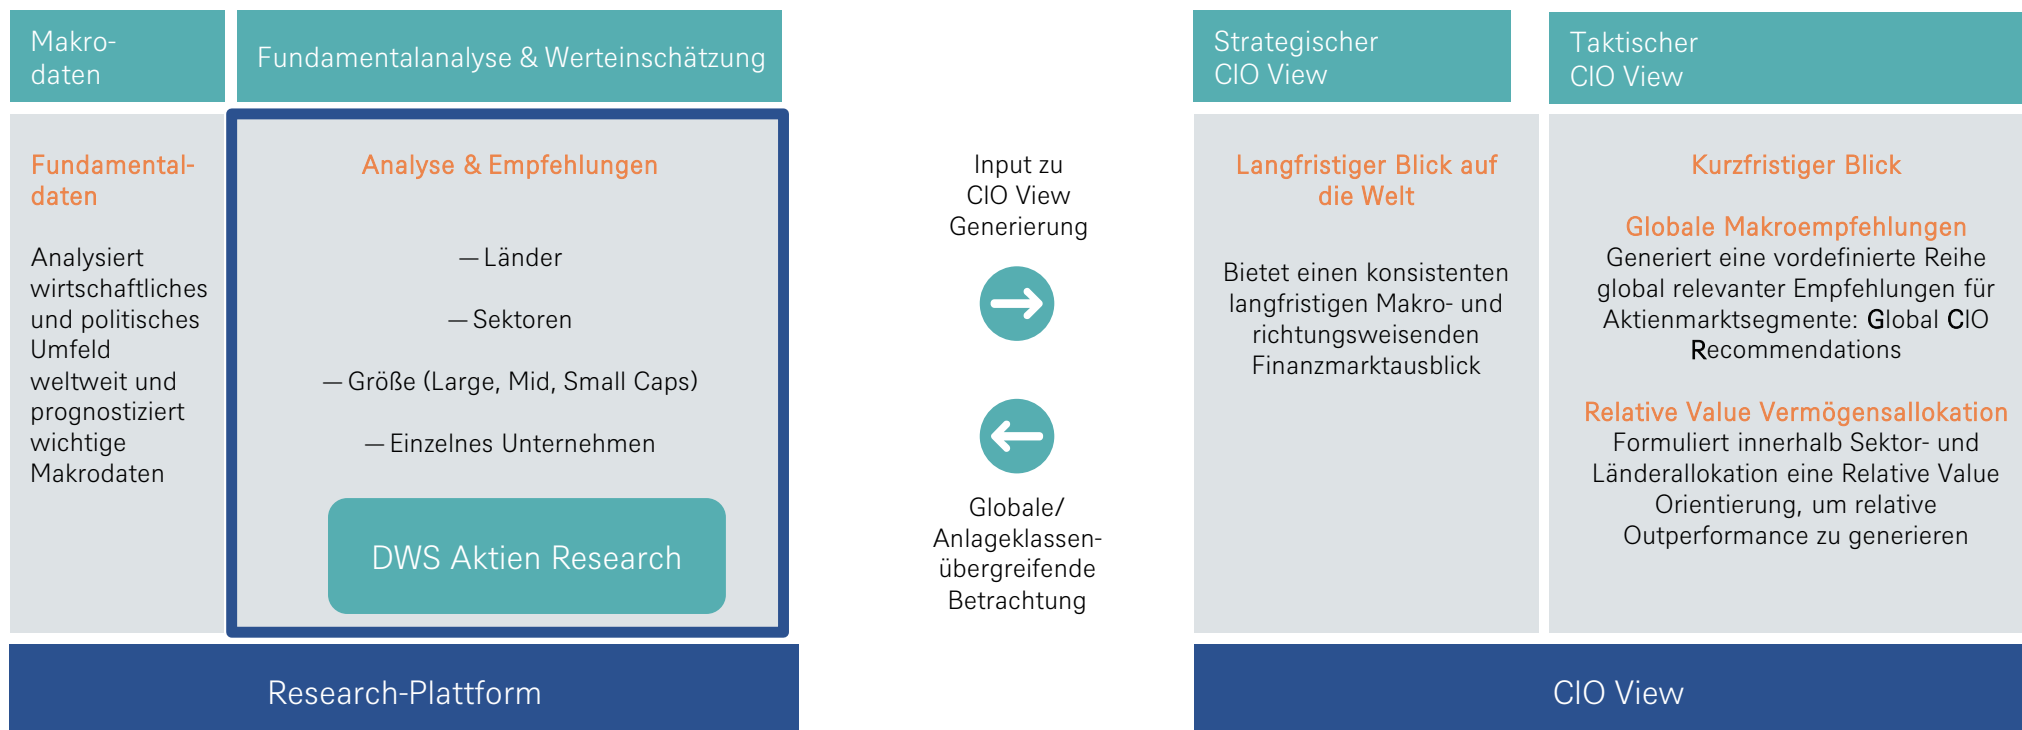 Makro-
daten
Fundamentalanalyse & Werteinschätzung
Fundamental-
daten
Analysiert
wirtschaftliches
und politisches
Umfeld
weltweit und
prognostiziert
wichtige
Makrodaten
Analyse & Empfehlungen
— Länder
— Sektoren
— Größe (Large, Mid, Small Caps)
— Einzelnes Unternehmen
DWS Aktien Research
Research-Plattform
Input zu
CIO View
Generierung
Globale/
Anlageklassen-
übergreifende
Betrachtung
Strategischer
CIO View
Langfristiger Blick auf
die Welt
Bietet einen konsistenten
langfristigen Makro- und
richtungsweisenden
Finanzmarktausblick
Taktischer
CIO View
Kurzfristiger Blick
Globale Makroempfehlungen
Generiert eine vordefinierte Reihe
global relevanter Empfehlungen für
Aktienmarktsegmente: Global CIO
Recommendations
Relative Value Vermögensallokation
Formuliert innerhalb Sektor- und
Länderallokation eine Relative Value
Orientierung, um relative
Outperformance zu generieren
CIO View